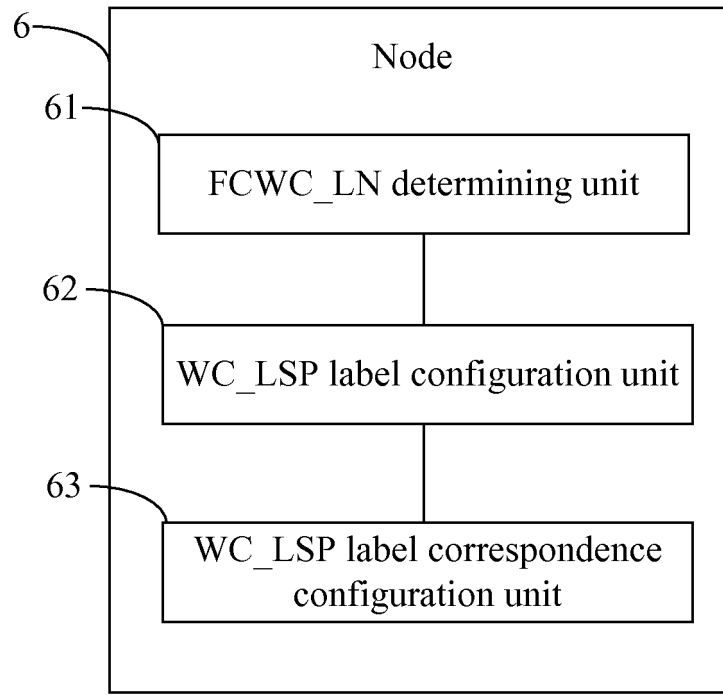 6
Node
61
FCWC_LN determining unit
62
WC_LSP label configuration unit
63
WC_LSP label correspondence
configuration unit